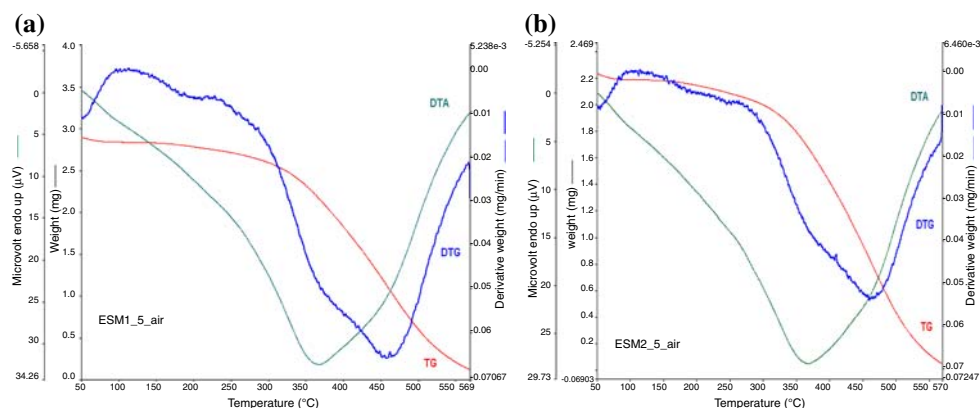 (a)
-5.658
0
5
10
15
20
25
30
34.26
Microvolt endo up (µV)
4.0
3.5
3.0
2.5
2.0
1.5
1.0
0.5
0.0
Weight (mg)
DTA
DTG
TG
ESM1_5_air
5.238e-3
0.00
-0.01
-0.02
-0.03
-0.04
-0.05
-0.06
-0.07067
Derivative weight (mg/min)
50 100 150 200 250 300 350 400 450 500 550 569
Temperature (°C)
(b)
-5.254
0
5
10
15
20
25
29.73
Microvolt endo up (µV)
2.469
2.2
2.0
1.8
1.6
1.4
1.2
1.0
0.8
0.6
0.4
0.2
-0.06903
weight (mg)
DTA
DTG
TG
ESM2_5_air
6.460e-3
0.00
-0.01
-0.02
-0.03
-0.04
-0.05
-0.06
-0.07
-0.07247
Derivative weight (mg/min)
50 100 150 200 250 300 350 400 450 500 550 570
Temperature (°C)